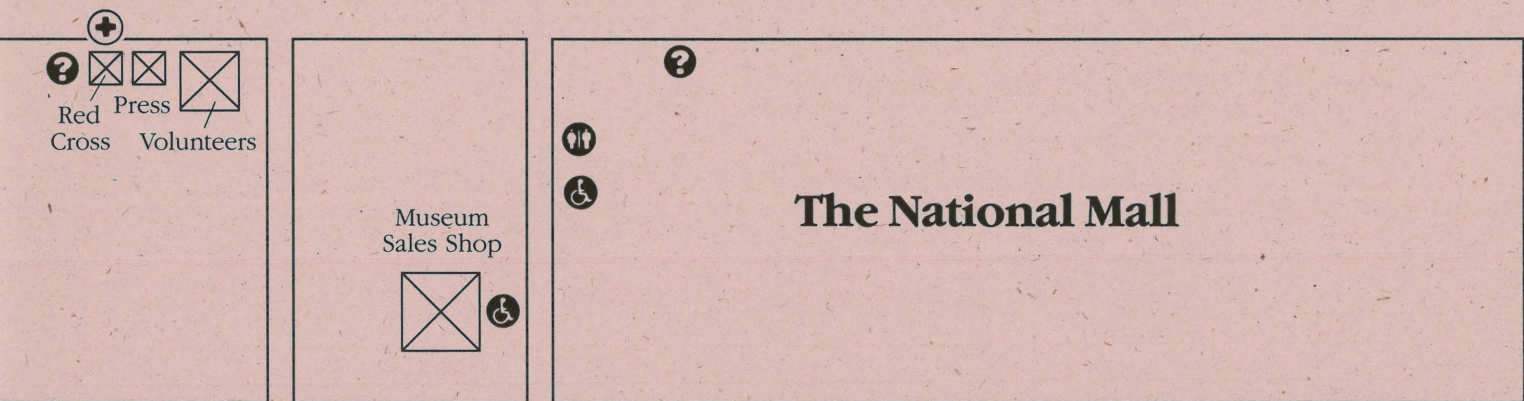 ?
Red
Cross
Press
Volunteers
Museum
Sales Shop
?
The National Mall